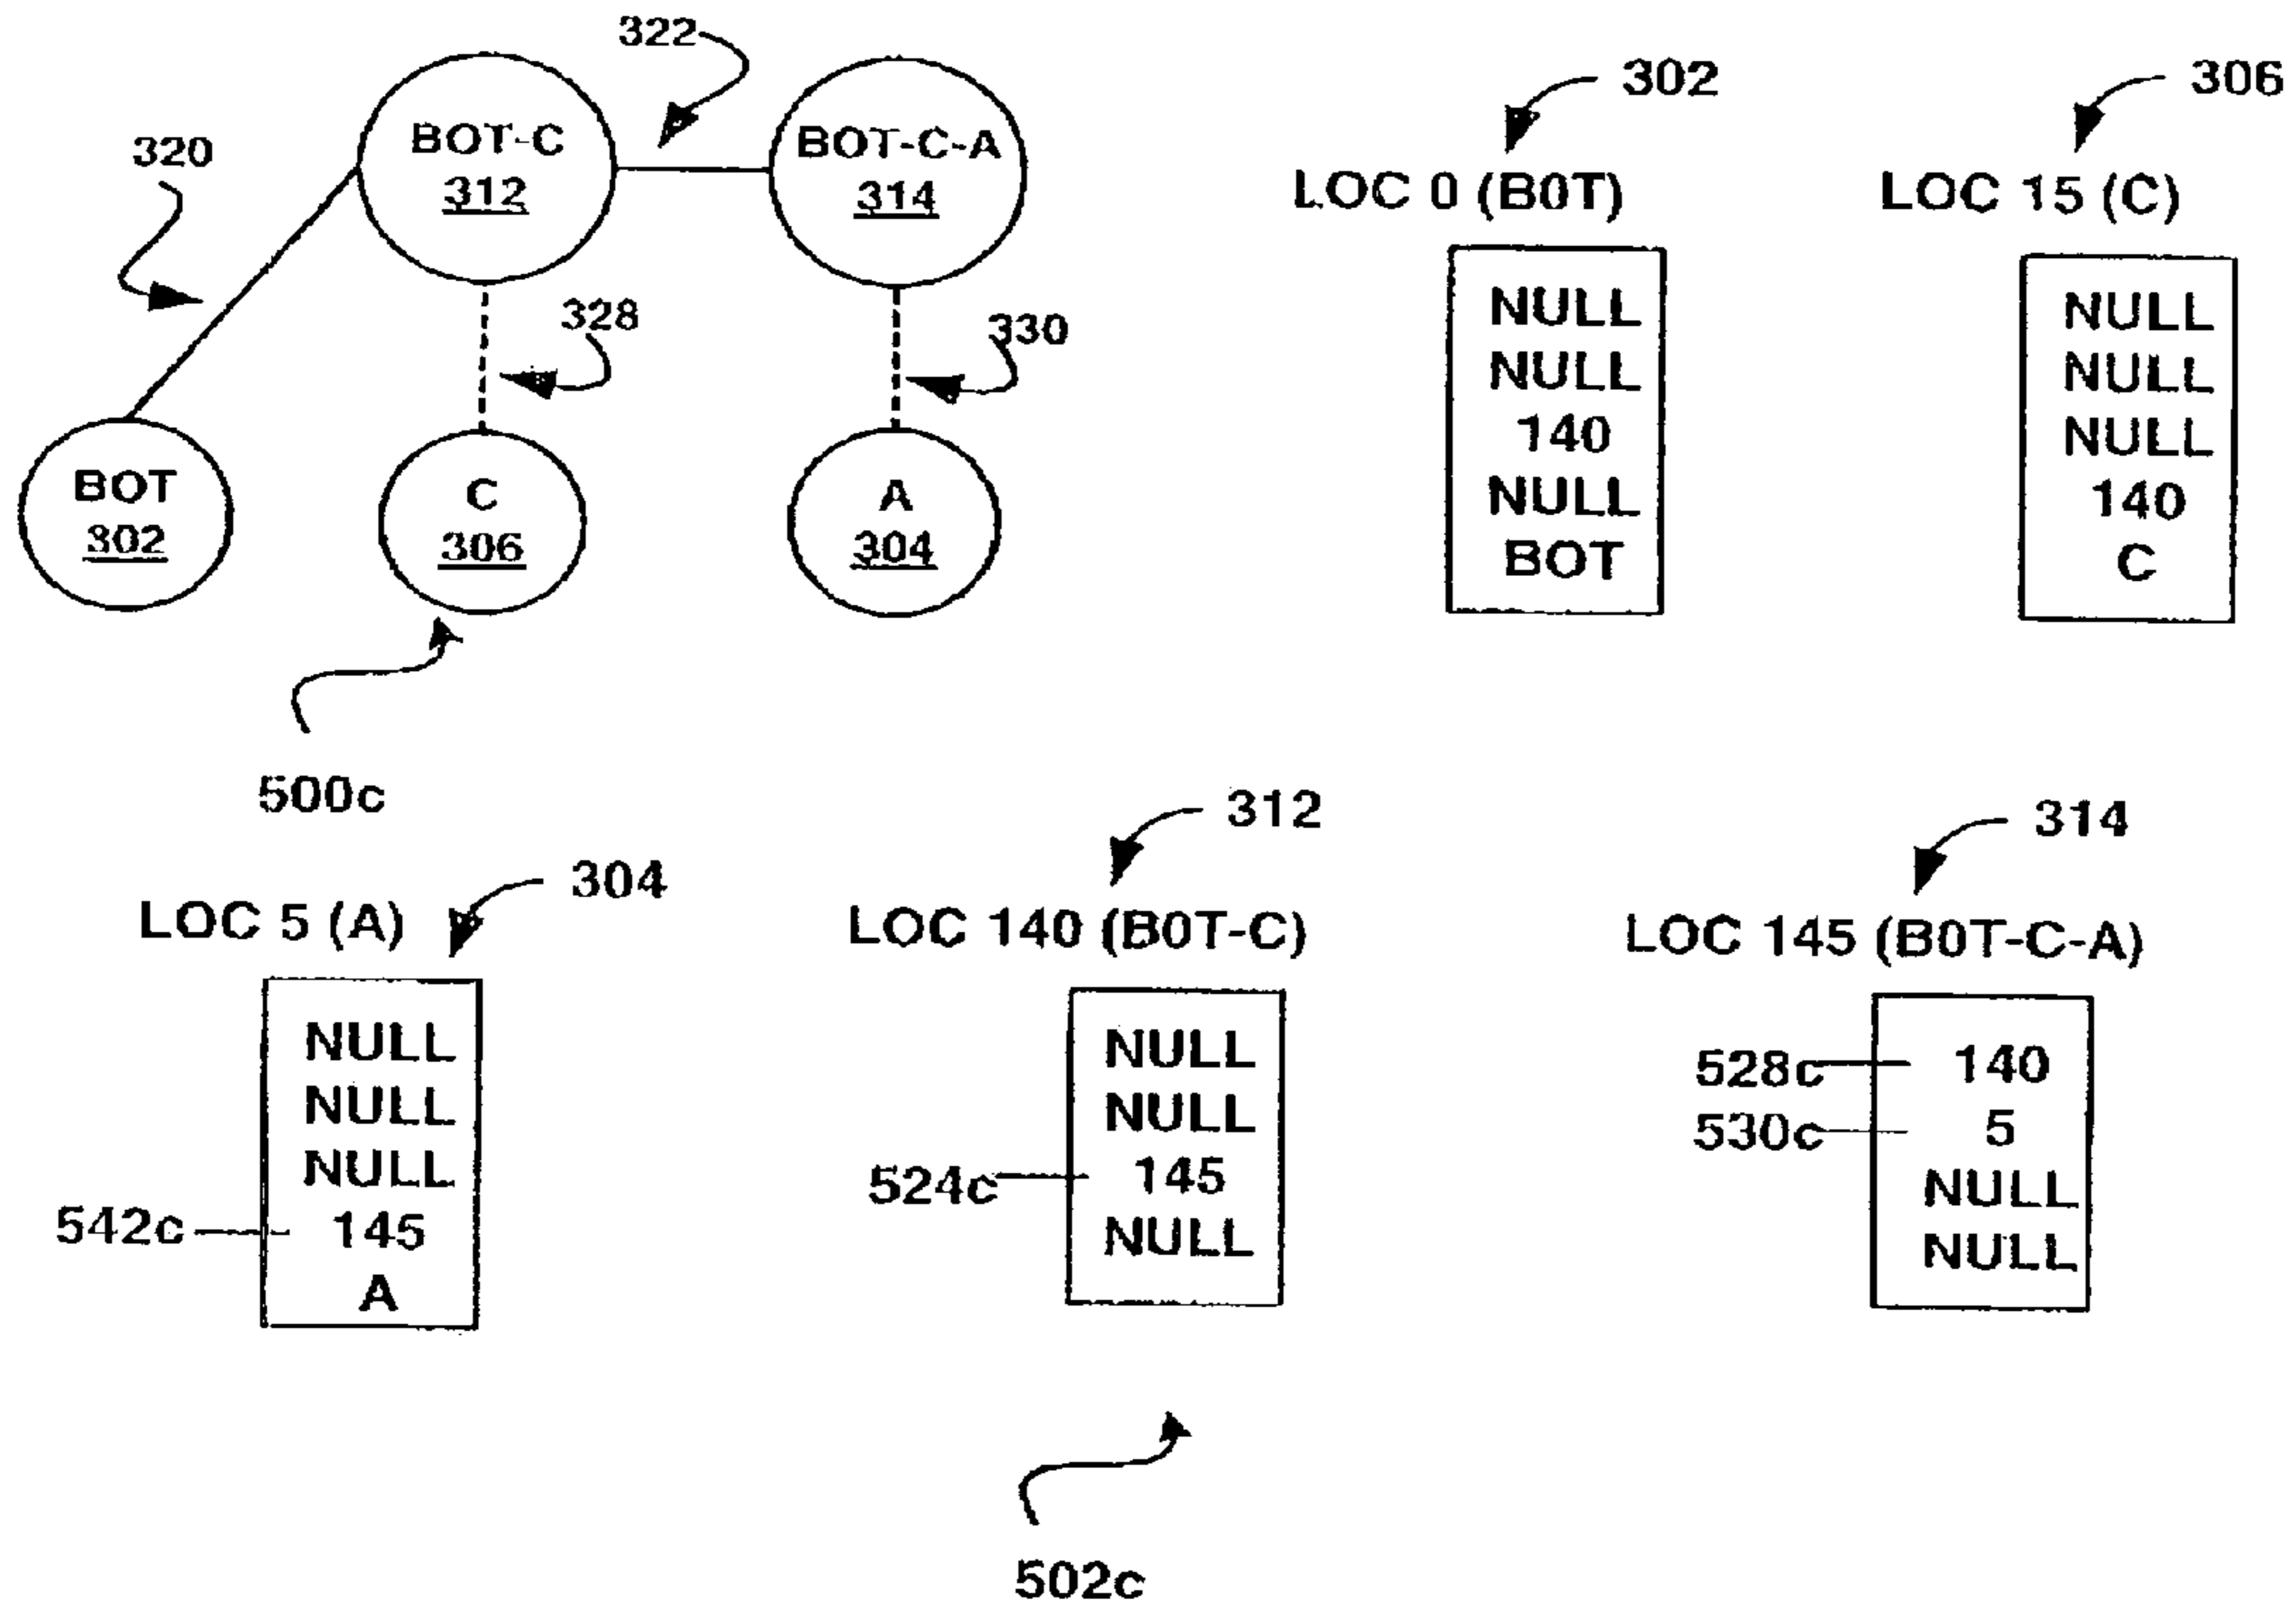 322
302
306
320
BOT-C
312
BOT-C-A
314
LOC 0 (B0T)
LOC 15 (C)
328
330
NULL
NULL
140
NULL
BOT
NULL
NULL
NULL
140
C
BOT
302
C
306
A
304
500c
304
312
314
LOC 5 (A)
LOC 140 (B0T-C)
LOC 145 (B0T-C-A)
NULL
NULL
NULL
542c
145
A
NULL
NULL
524c
145
NULL
528c
140
530c
5
NULL
NULL
502c